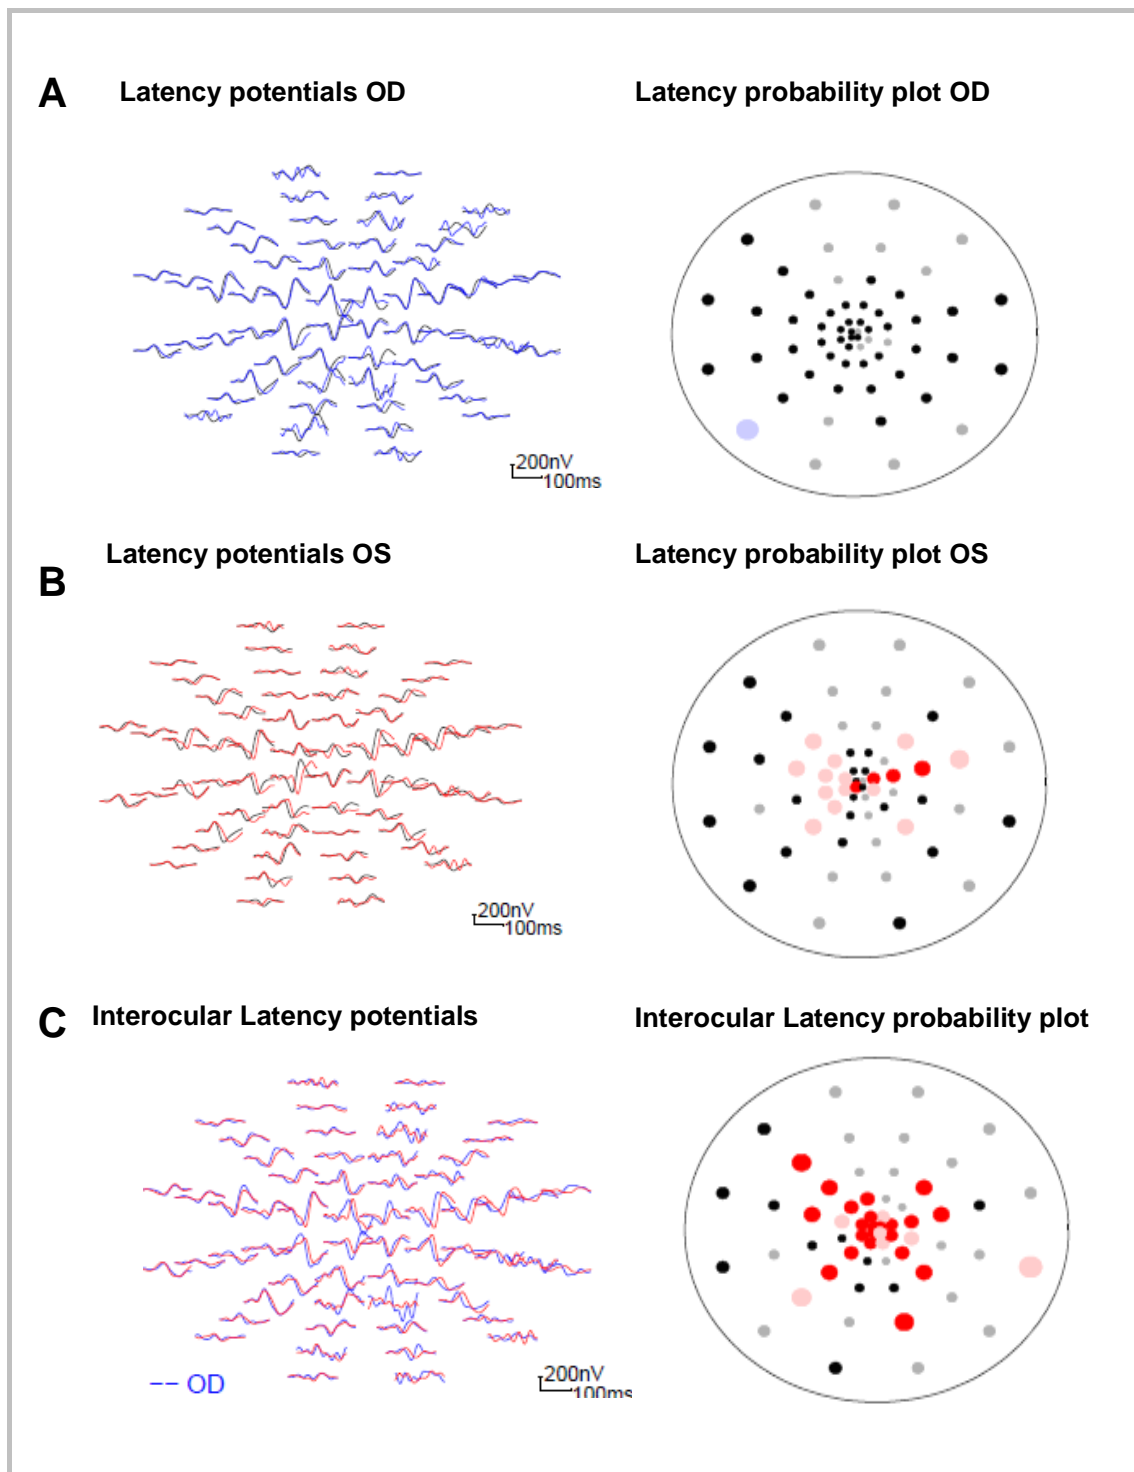 A Latency potentials OD Latency probability plot OD
200nV
100ms
Latency potentials OS Latency probability plot OS
B
200nV
100ms
C Interocular Latency potentials Interocular Latency probability plot
200nV
100ms
-- OD